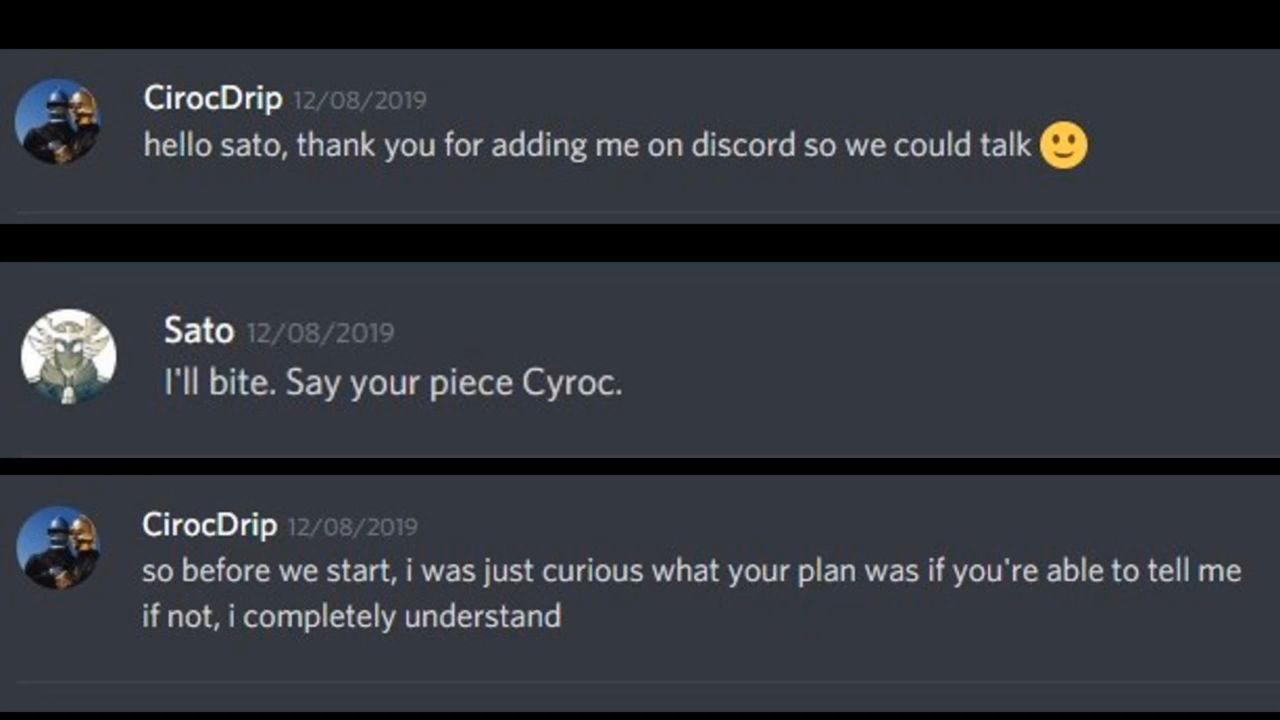 CirocDrip 12/08/2019
hello sato, thank you for adding me on discord so we could talk 🙂
Sato 12/08/2019
I'll bite. Say your piece Cyroc.
CirocDrip 12/08/2019
so before we start, i was just curious what your plan was if you're able to tell me
if not, i completely understand